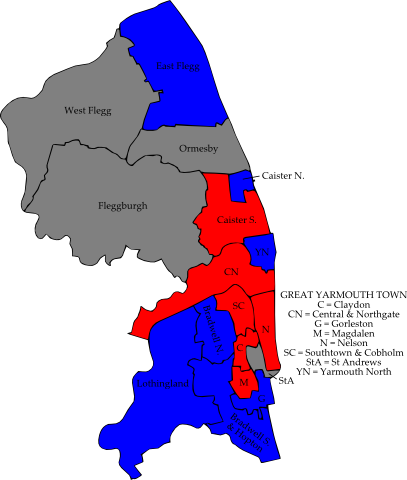 East Flegg
West Flegg
Ormesby
Caister N.
Fleggburgh
Caister S.
YN
CN
GREAT YARMOUTH TOWN
C = Claydon
CN = Central & Northgate
G = Gorleston
M = Magdalen
N = Nelson
SC = Southtown & Cobholm
StA = St Andrews
YN = Yarmouth North
SC
N
Bradwell N.
C
StA
Lothingland
M
G
Bradwell S.
& Hopton